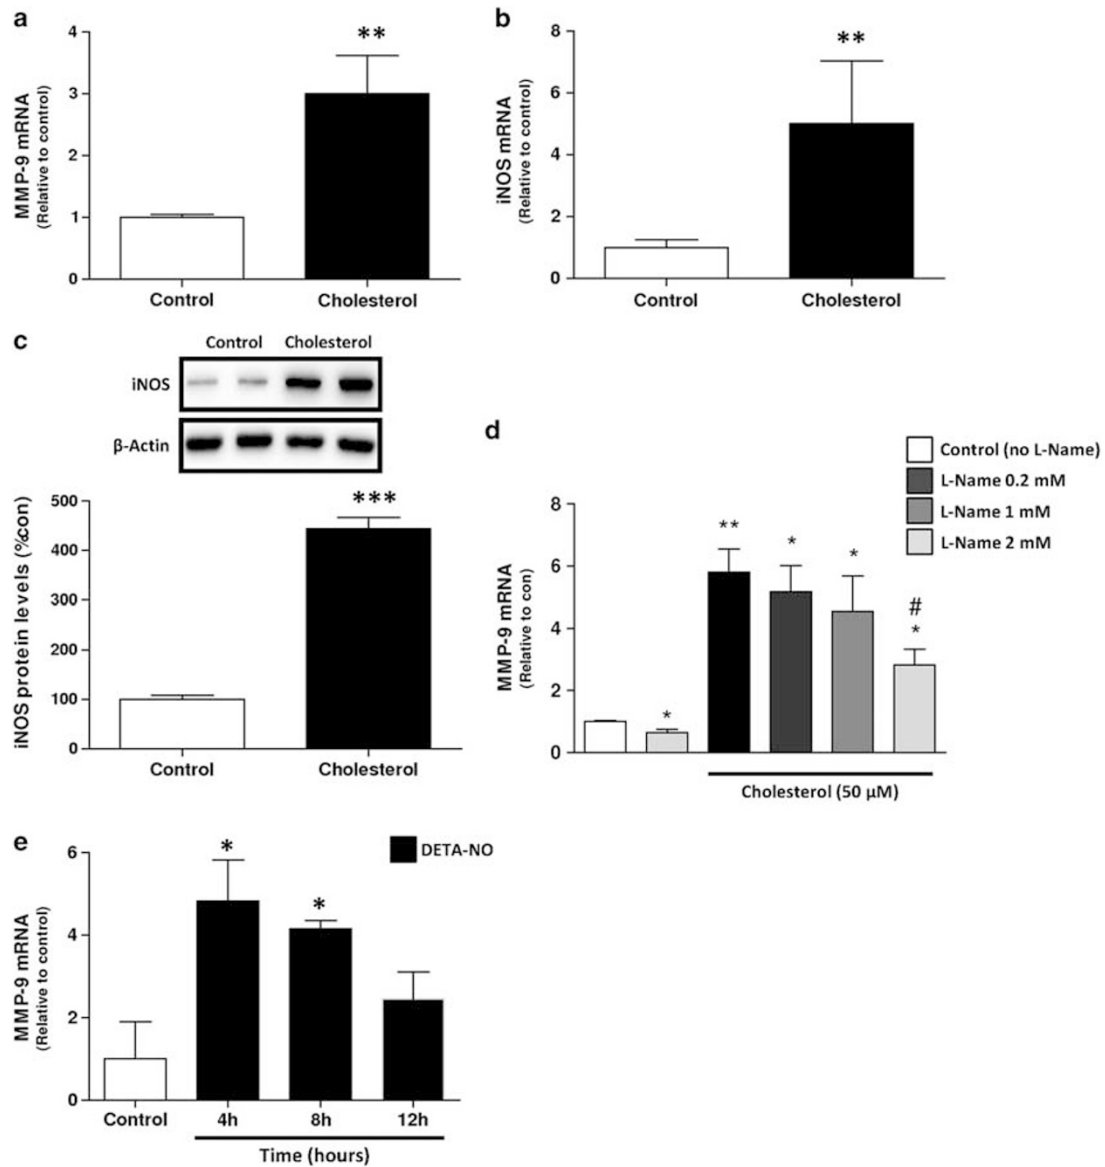 a
MMP-9 mRNA
(Relative to control)
4
3
2
1
0
**
Control
Cholesterol
b
iNOS mRNA
(Relative to control)
8
6
4
2
0
**
Control
Cholesterol
c
Control Cholesterol
iNOS
β-Actin
iNOS protein levels (%con)
500
400
300
200
100
0
***
Control
Cholesterol
d
Control (no L-Name)
L-Name 0.2 mM
L-Name 1 mM
L-Name 2 mM
MMP-9 mRNA
(Relative to con)
8
6
4
2
0
*
**
*
*
#
*
Cholesterol (50 µM)
e
DETA-NO
MMP-9 mRNA
(Relative to control)
6
4
2
0
*
*
Control
4h
8h
12h
Time (hours)